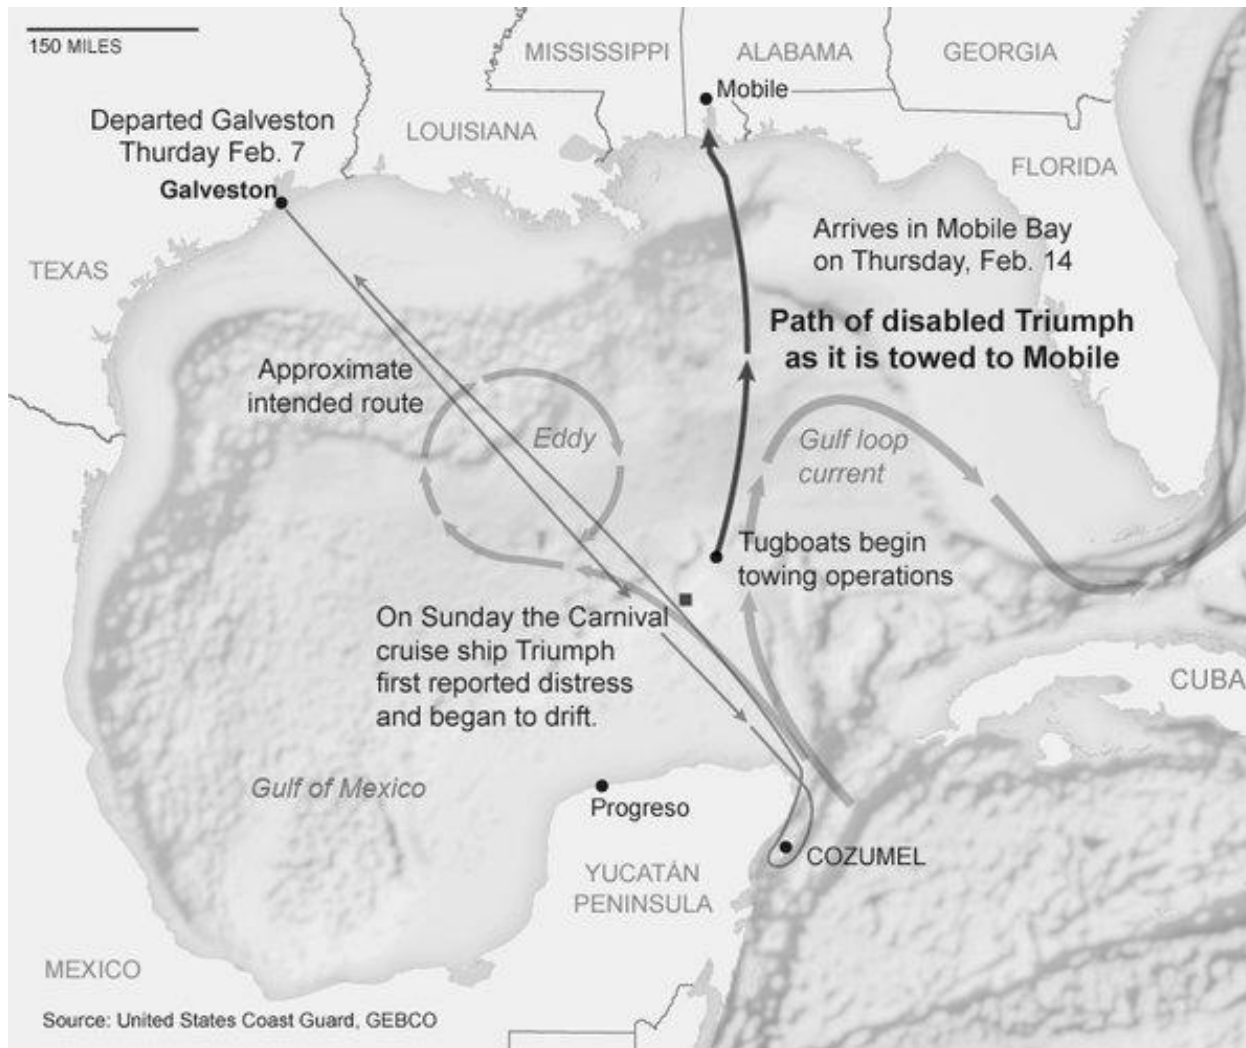 150 MILES
MISSISSIPPI
ALABAMA
GEORGIA
Mobile
Departed Galveston
Thurday Feb. 7
LOUISIANA
Galveston
FLORIDA
TEXAS
Arrives in Mobile Bay
on Thursday, Feb. 14
Path of disabled Triumph
as it is towed to Mobile
Approximate
intended route
Eddy
Gulf loop
current
Tugboats begin
towing operations
On Sunday the Carnival
cruise ship Triumph
first reported distress
and began to drift.
CUBA
Gulf of Mexico
Progreso
COZUMEL
YUCATÁN
PENINSULA
MEXICO
Source: United States Coast Guard, GEBCO